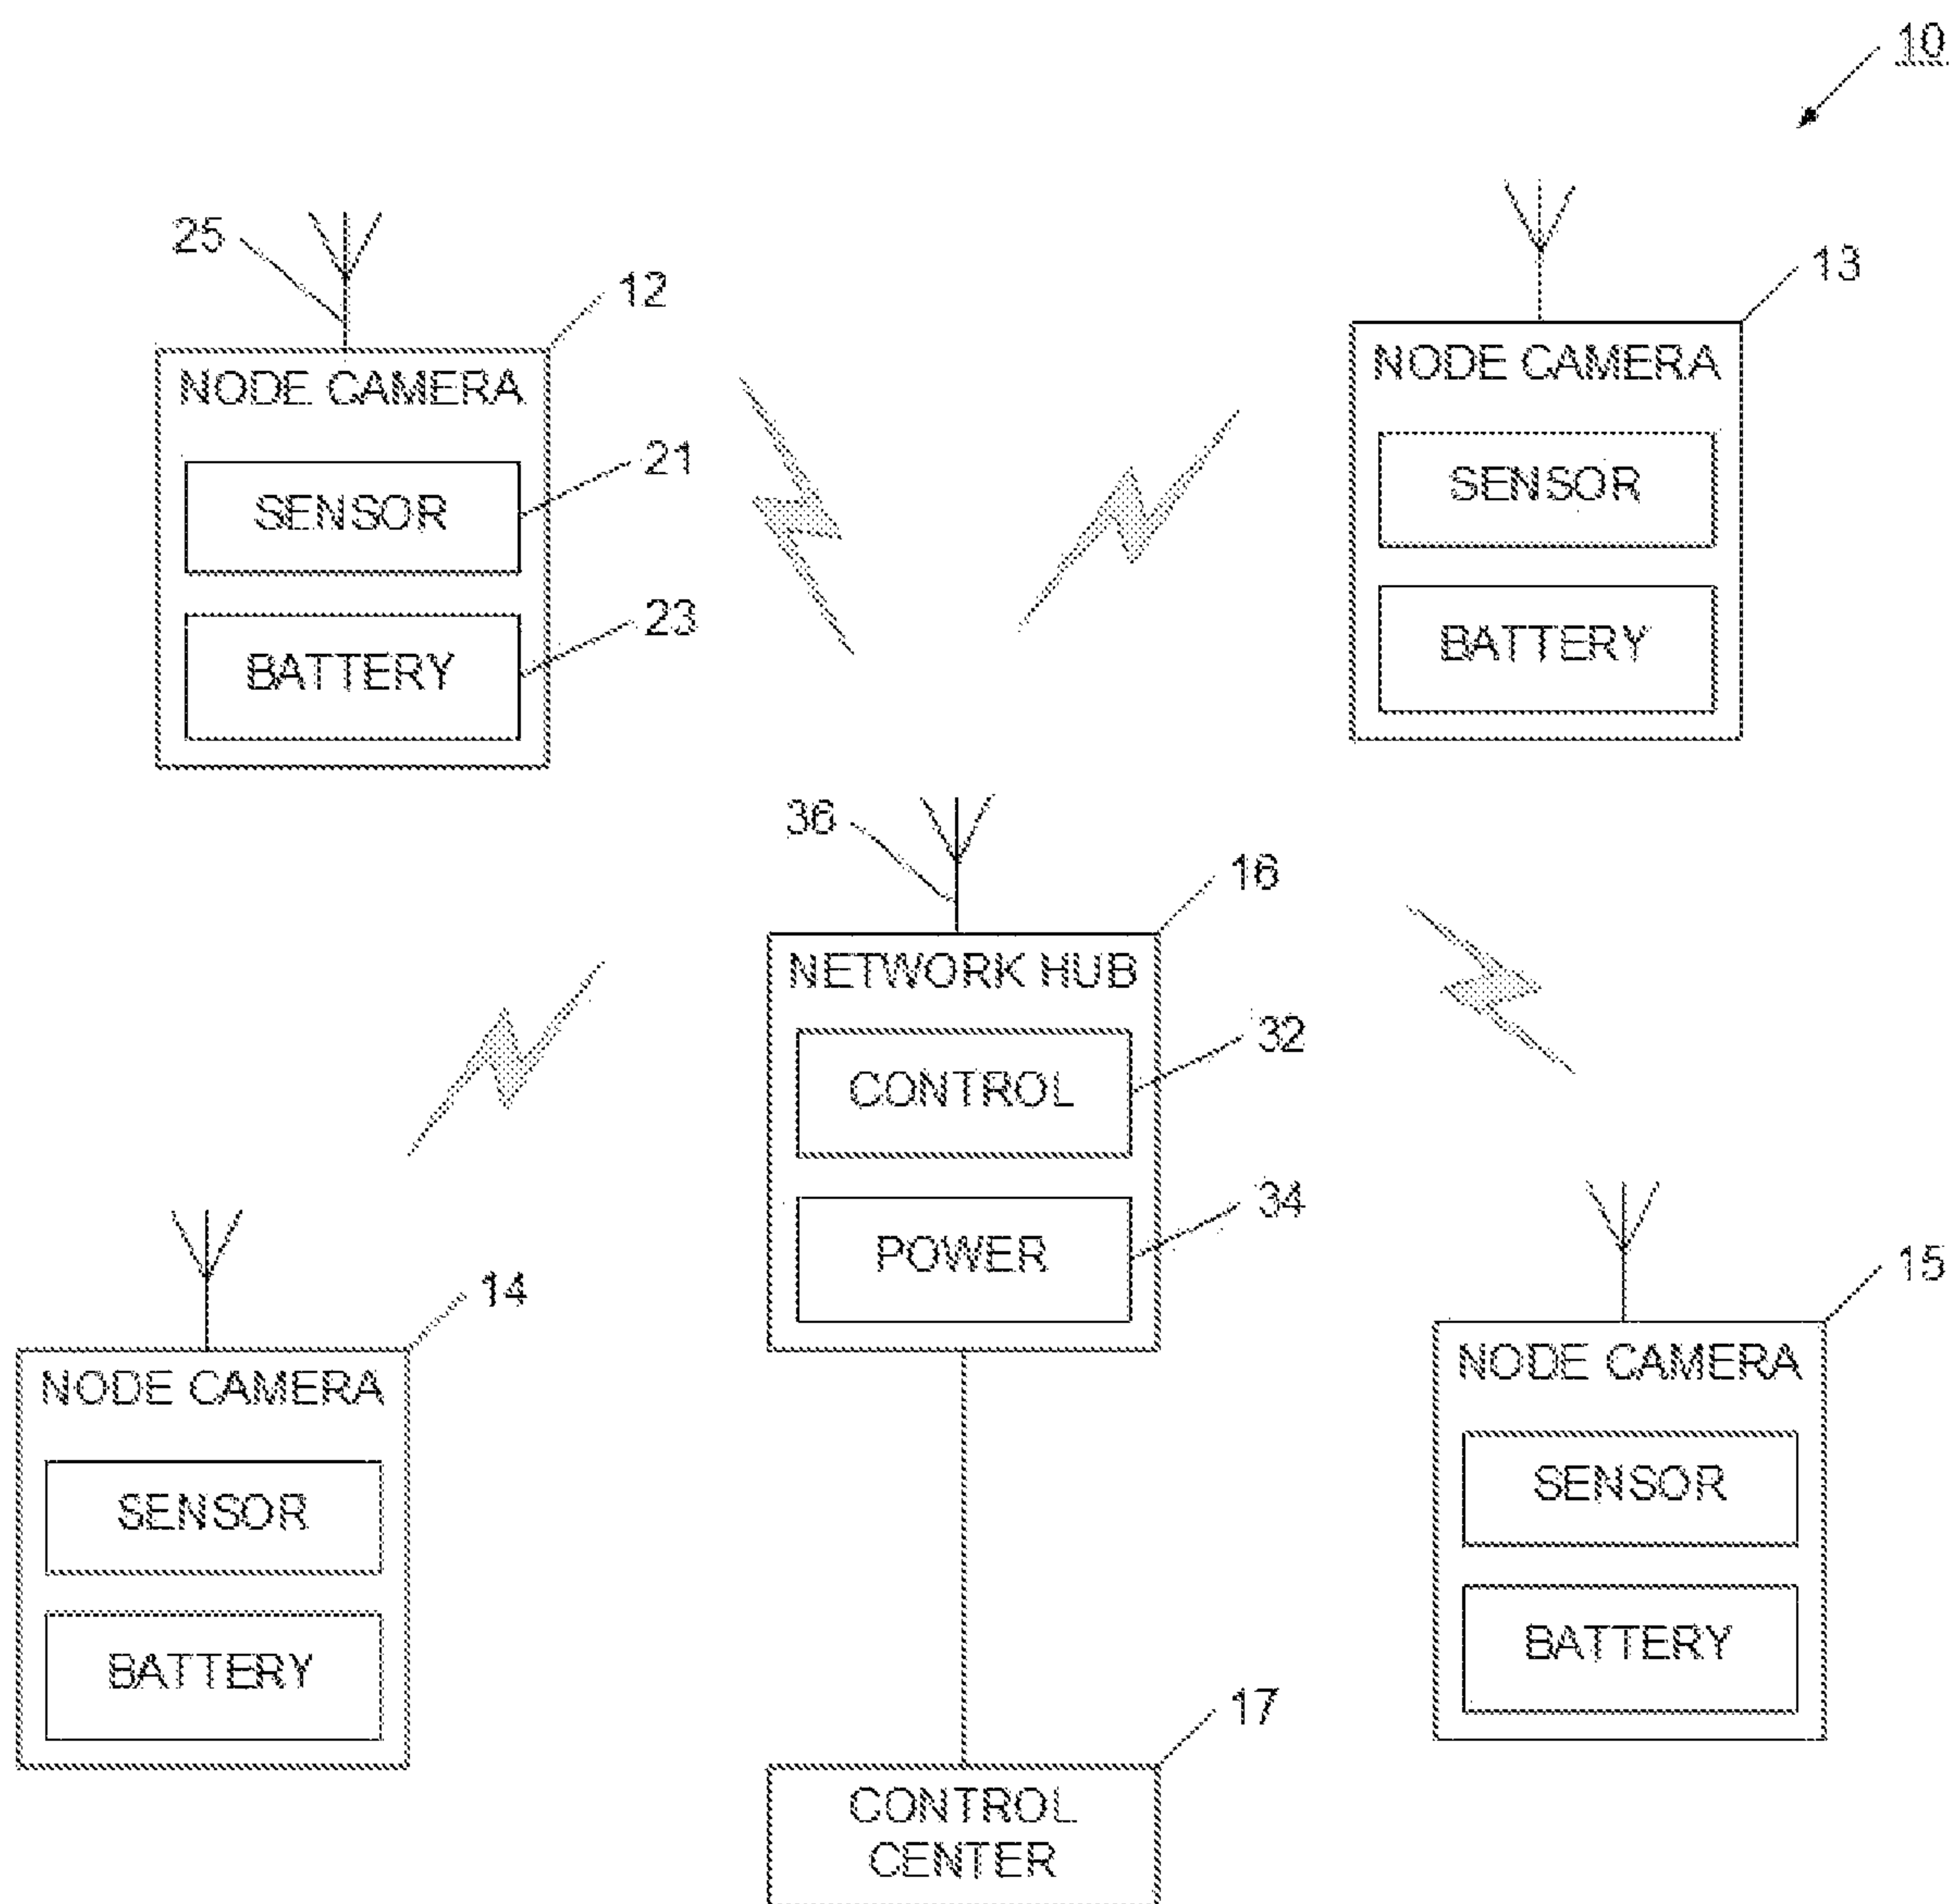 10
25
12
13
NODE CAMERA
SENSOR
21
BATTERY
23
NODE CAMERA
SENSOR
BATTERY
36
16
NETWORK HUB
CONTROL
32
POWER
34
14
NODE CAMERA
SENSOR
BATTERY
15
NODE CAMERA
SENSOR
BATTERY
17
CONTROL
CENTER